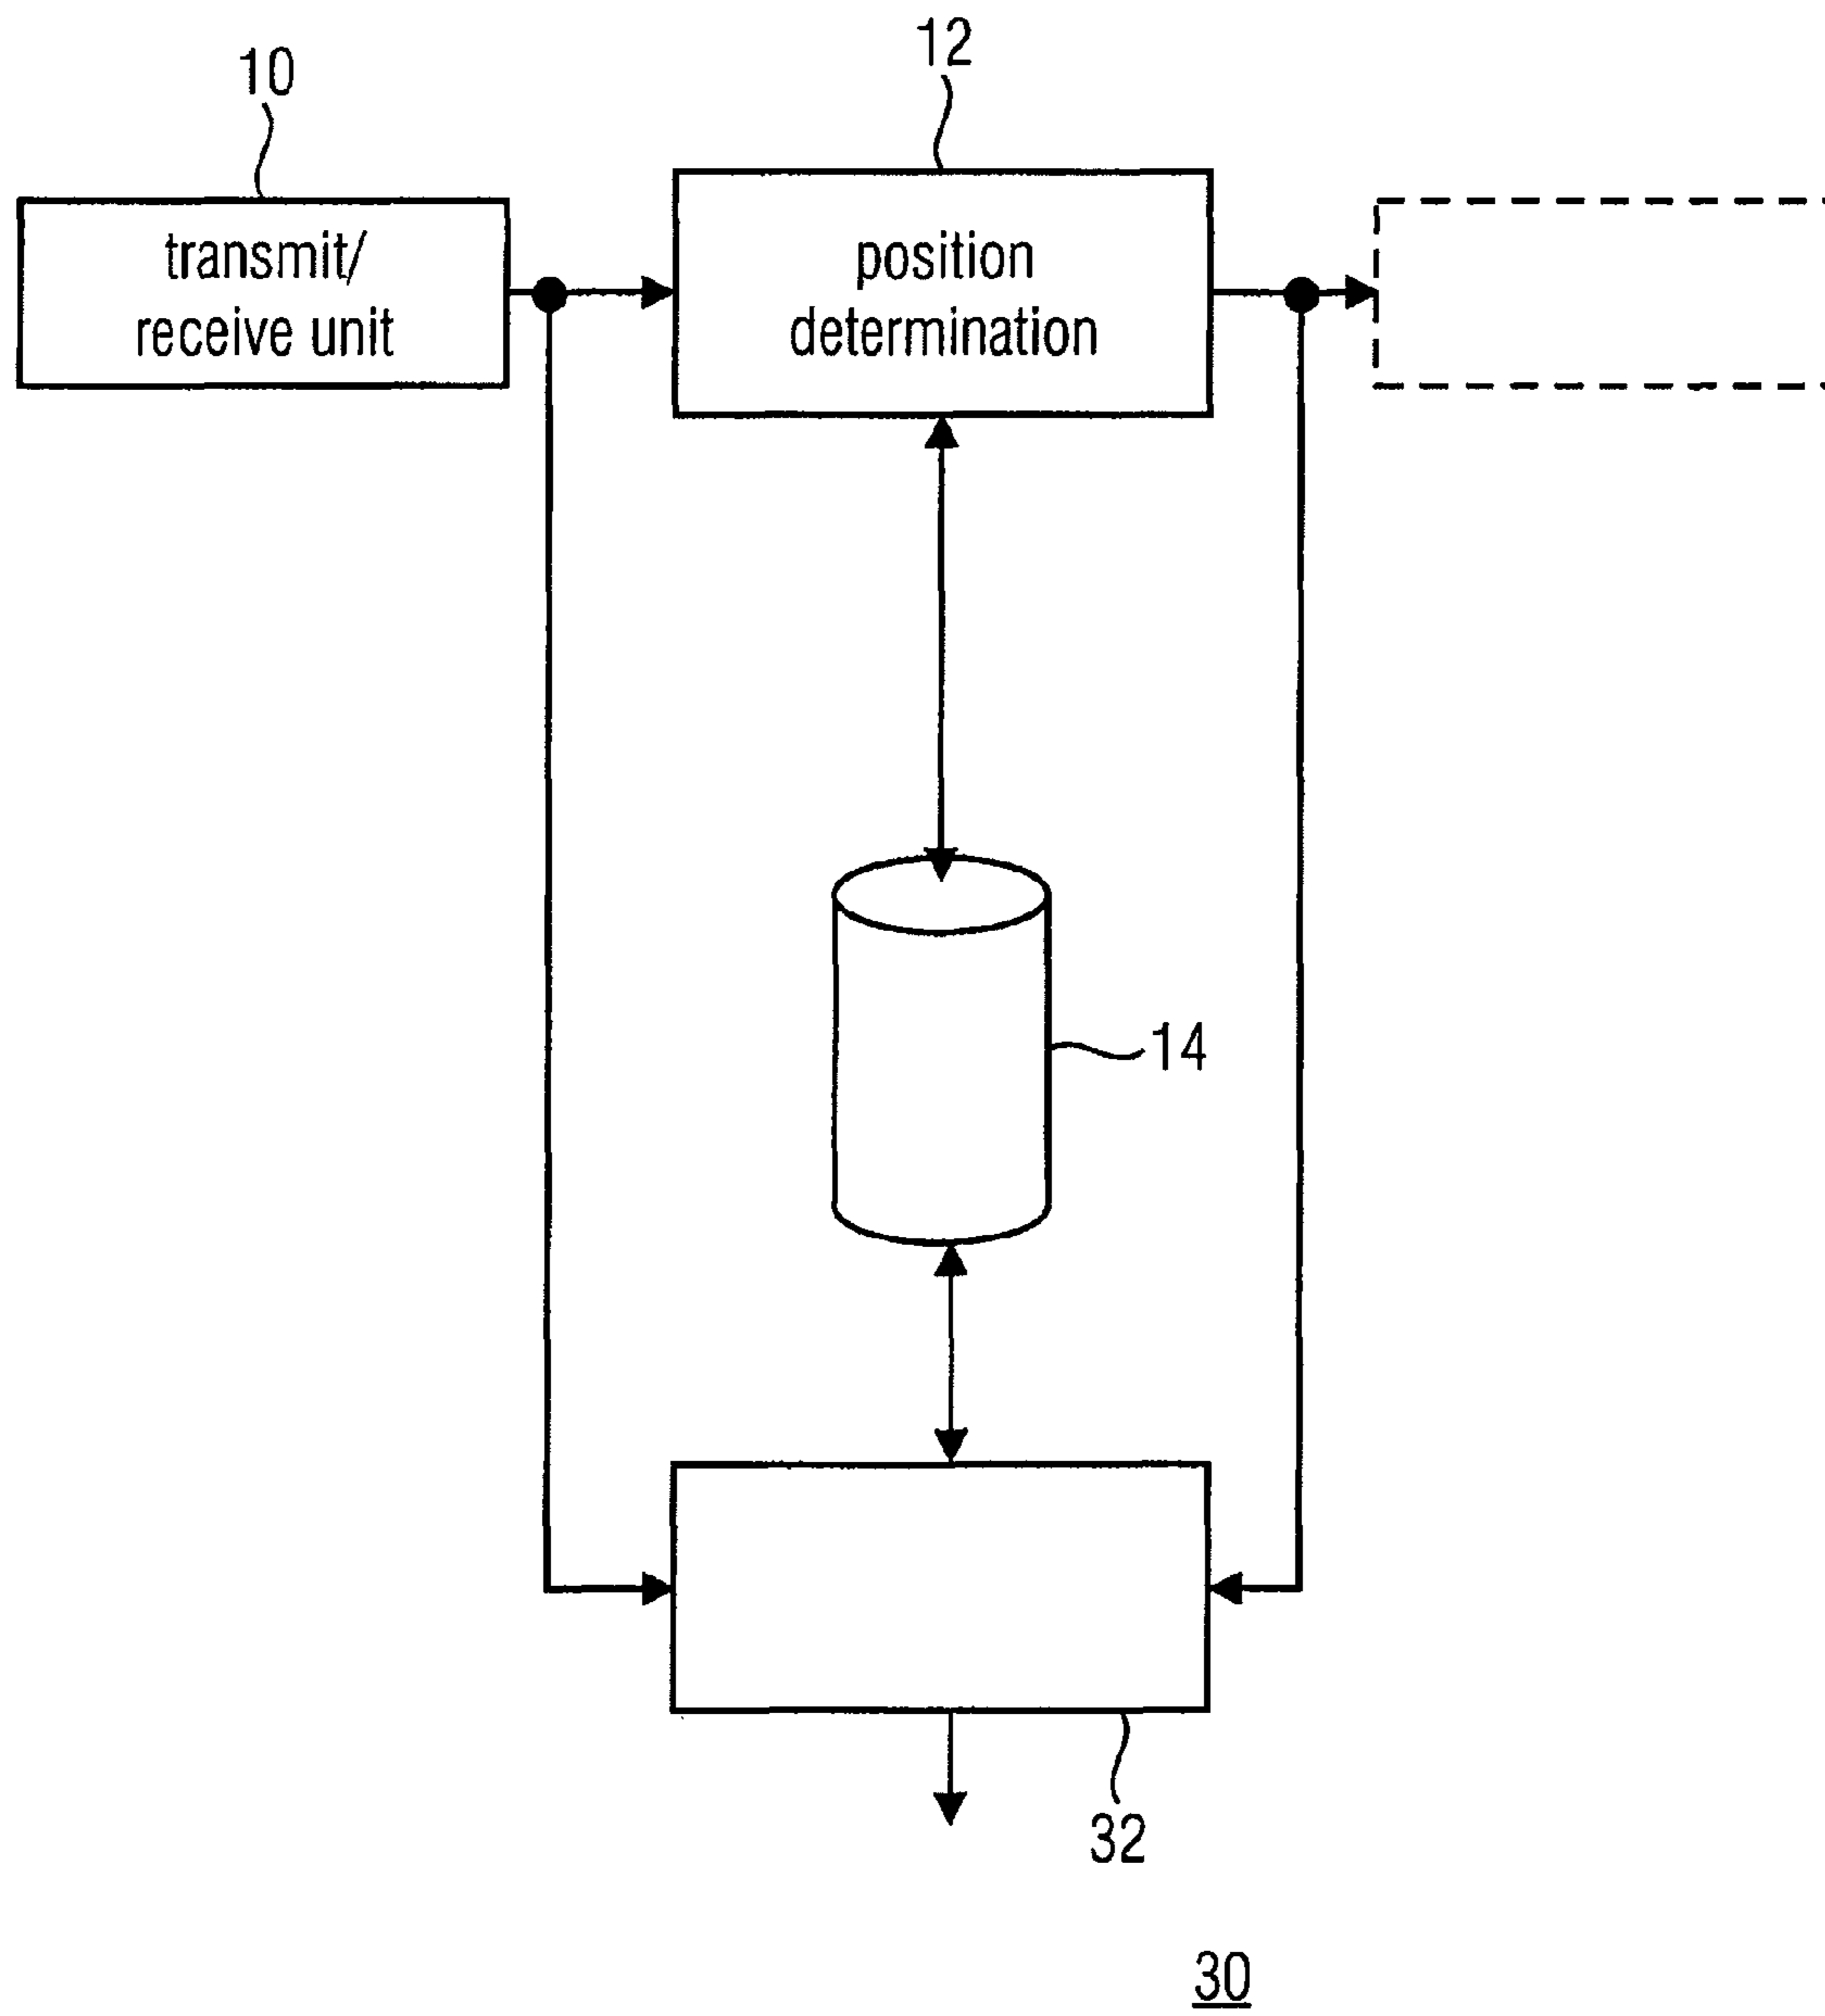 12
10
transmit/
receive unit
position
determination
14
32
30